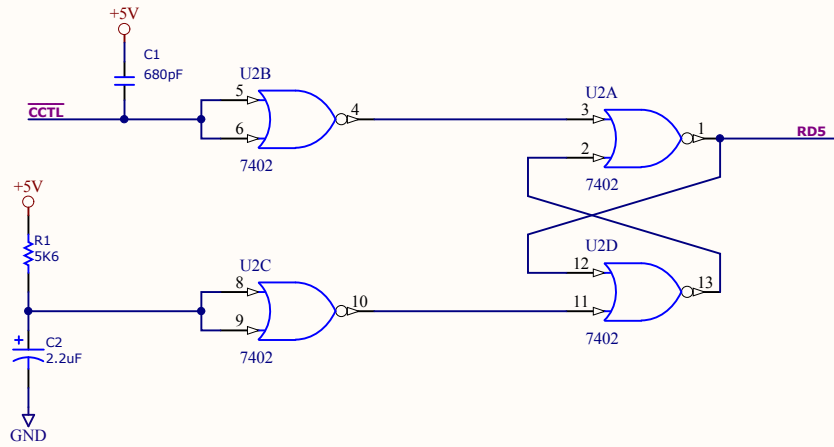 +5V
C1
680pF
CCTL
U2B
5
6
4
7402
U2A
3
2
1
7402
RD5
+5V
R1
5K6
C2
2.2uF
GND
+
U2C
8
9
10
7402
U2D
12
11
13
7402